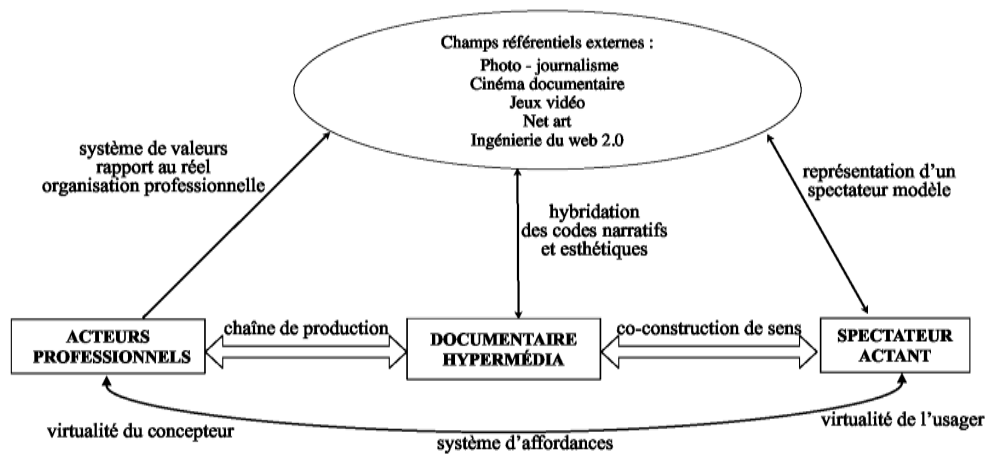 Champs référentiels externes :
Photo - journalisme
Cinéma documentaire
Jeux vidéo
Net art
Ingénierie du web 2.0
système de valeurs
rapport au réel
organisation professionnelle
représentation d’un
spectateur modèle
hybridation
des codes narratifs
et esthétiques
chaîne de production
co-construction de sens
ACTEURS
PROFESSIONNELS
DOCUMENTAIRE
HYPERMÉDIA
SPECTATEUR
ACTANT
virtualité du concepteur
système d’affordances
virtualité de l’usager